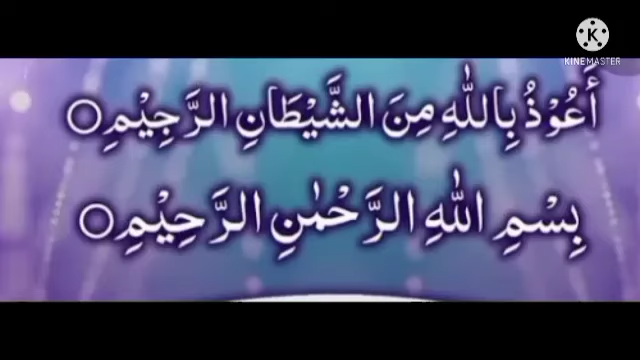 KINEMASTER
أَعُوْذُ بِاللّٰهِ مِنَ الشَّيْطَانِ الرَّجِيْمِ
بِسْمِ اللّٰهِ الرَّحْمٰنِ الرَّحِيْمِ